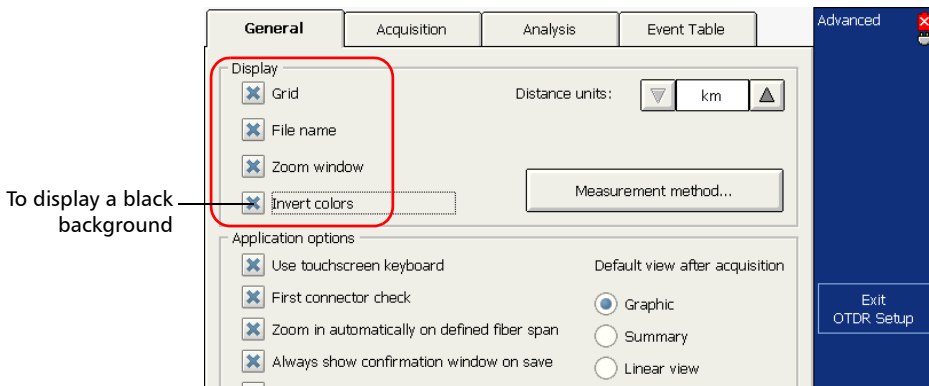 General Acquisition Analysis Event Table
Advanced
Display
Grid
Distance units: km
File name
Zoom window
Measurement method...
Invert colors
To display a black
background
Application options
Use touchscreen keyboard
Default view after acquisition
First connector check
Graphic
Zoom in automatically on defined fiber span
Summary
Always show confirmation window on save
Linear view
Exit
OTDR Setup